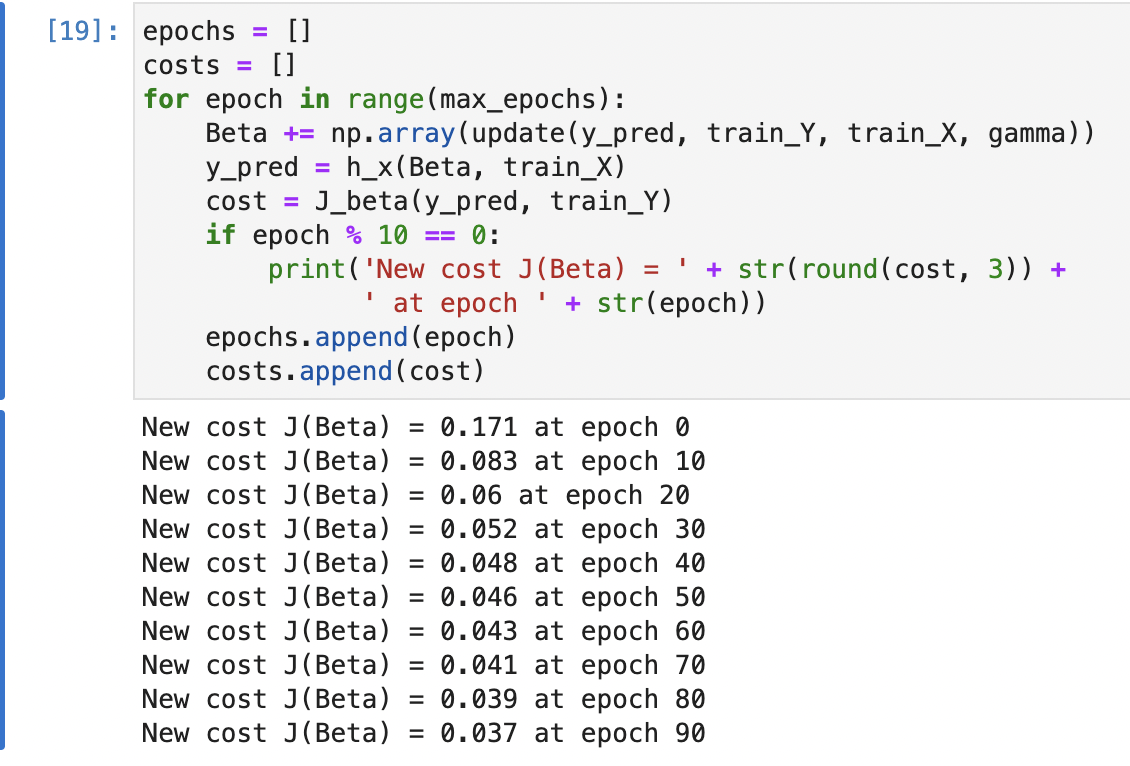 [19]: epochs = []
costs = []
for epoch in range(max_epochs):
    Beta += np.array(update(y_pred, train_Y, train_X, gamma))
    y_pred = h_x(Beta, train_X)
    cost = J_beta(y_pred, train_Y)
    if epoch % 10 == 0:
        print('New cost J(Beta) = ' + str(round(cost, 3)) +
              ' at epoch ' + str(epoch))
    epochs.append(epoch)
    costs.append(cost)
New cost J(Beta) = 0.171 at epoch 0
New cost J(Beta) = 0.083 at epoch 10
New cost J(Beta) = 0.06 at epoch 20
New cost J(Beta) = 0.052 at epoch 30
New cost J(Beta) = 0.048 at epoch 40
New cost J(Beta) = 0.046 at epoch 50
New cost J(Beta) = 0.043 at epoch 60
New cost J(Beta) = 0.041 at epoch 70
New cost J(Beta) = 0.039 at epoch 80
New cost J(Beta) = 0.037 at epoch 90